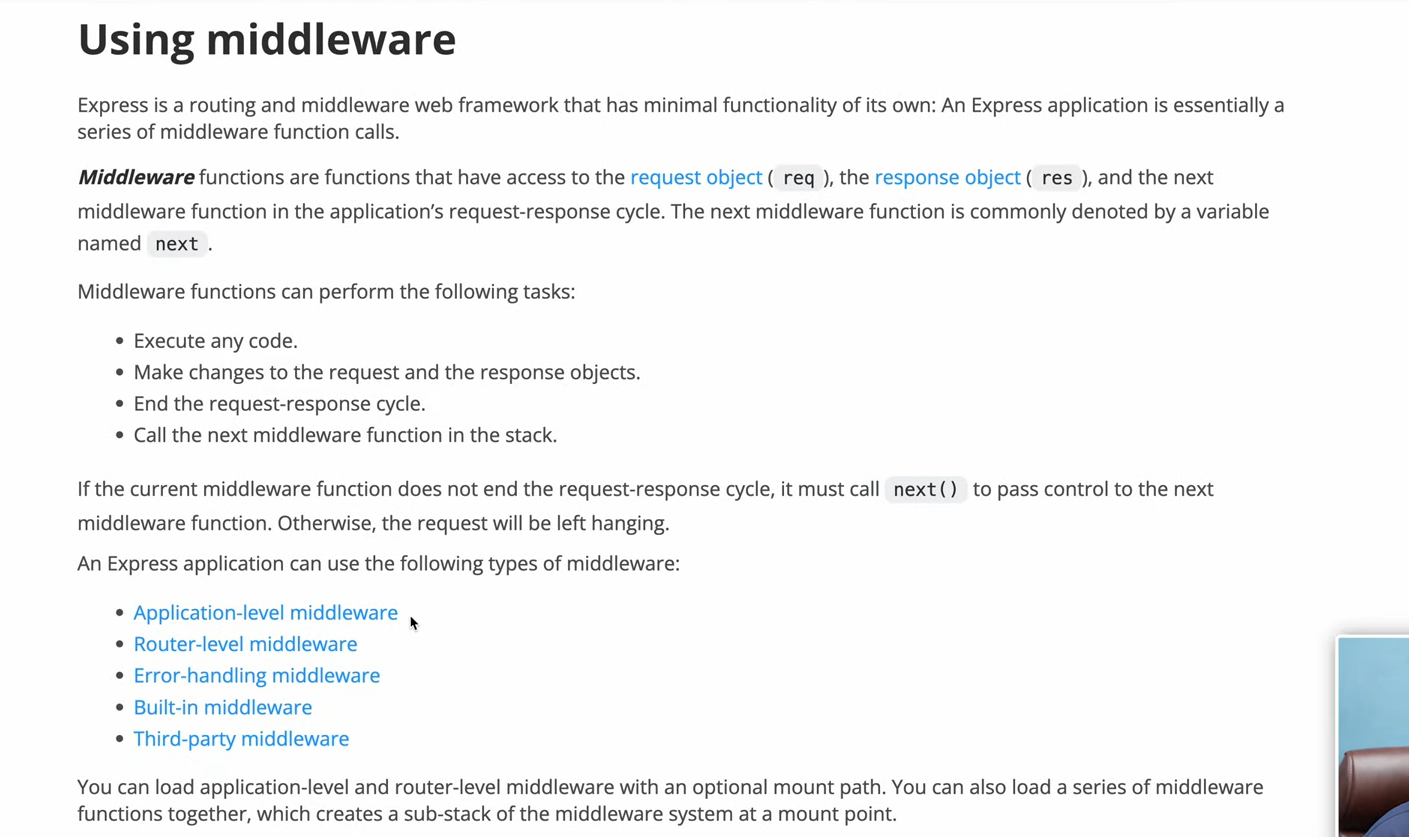 Using middleware
Express is a routing and middleware web framework that has minimal functionality of its own: An Express application is essentially a
series of middleware function calls.
Middleware functions are functions that have access to the request object ( req ), the response object ( res ), and the next
middleware function in the application’s request-response cycle. The next middleware function is commonly denoted by a variable
named next .
Middleware functions can perform the following tasks:
• Execute any code.
• Make changes to the request and the response objects.
• End the request-response cycle.
• Call the next middleware function in the stack.
If the current middleware function does not end the request-response cycle, it must call next() to pass control to the next
middleware function. Otherwise, the request will be left hanging.
An Express application can use the following types of middleware:
• Application-level middleware
• Router-level middleware
• Error-handling middleware
• Built-in middleware
• Third-party middleware
You can load application-level and router-level middleware with an optional mount path. You can also load a series of middleware
functions together, which creates a sub-stack of the middleware system at a mount point.